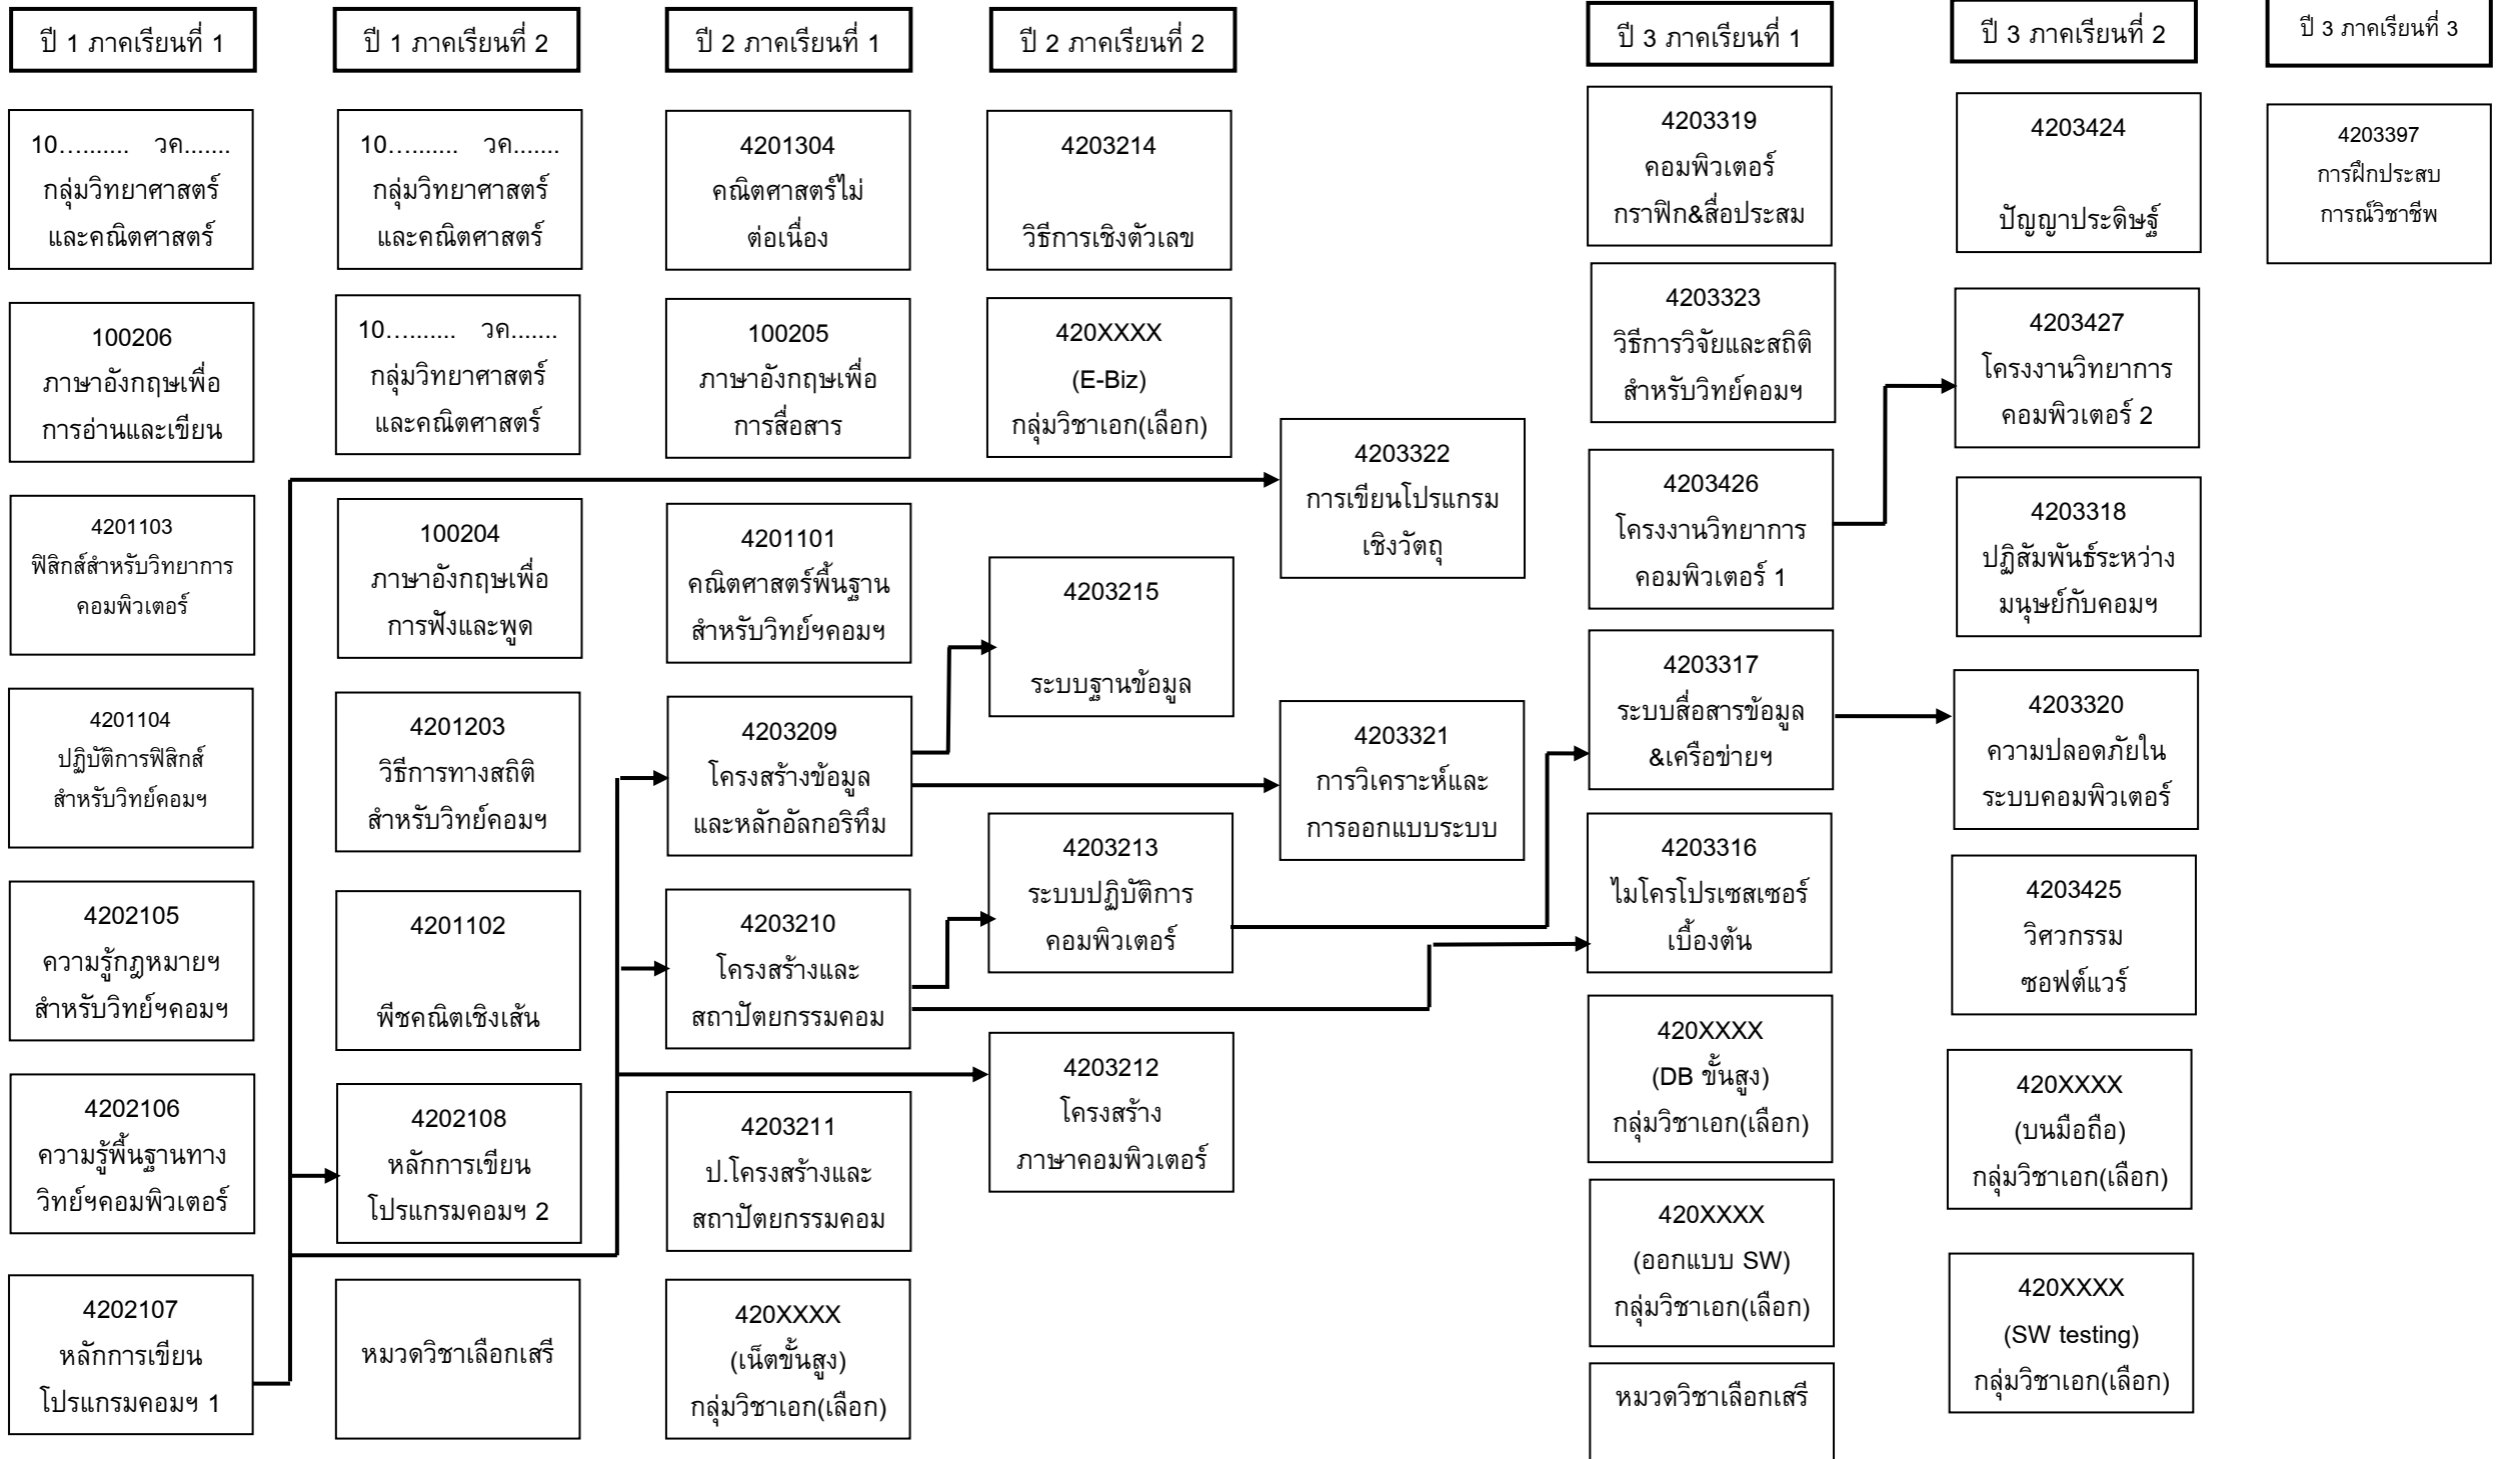 ปี 1 ภาคเรียนที่ 1
10…....... วค.......
กลุ่มวิทยาศาสตร์
และคณิตศาสตร์
100206
ภาษาอังกฤษเพื่อ
การอ่านและเขียน
4201103
ฟิสิกส์สำหรับวิทยาการ
คอมพิวเตอร์
4201104
ปฏิบัติการฟิสิกส์
สำหรับวิทย์คอมฯ
4202105
ความรู้กฎหมายฯ
สำหรับวิทย์ฯคอมฯ
4202106
ความรู้พื้นฐานทาง
วิทย์ฯคอมพิวเตอร์
4202107
หลักการเขียน
โปรแกรมคอมฯ 1
ปี 1 ภาคเรียนที่ 2
10…....... วค.......
กลุ่มวิทยาศาสตร์
และคณิตศาสตร์
10…....... วค.......
กลุ่มวิทยาศาสตร์
และคณิตศาสตร์
100204
ภาษาอังกฤษเพื่อ
การฟังและพูด
4201203
วิธีการทางสถิติ
สำหรับวิทย์คอมฯ
4201102
พีชคณิตเชิงเส้น
4202108
หลักการเขียน
โปรแกรมคอมฯ 2
หมวดวิชาเลือกเสรี
ปี 2 ภาคเรียนที่ 1
4201304
คณิตศาสตร์ไม่
ต่อเนื่อง
100205
ภาษาอังกฤษเพื่อ
การสื่อสาร
4201101
คณิตศาสตร์พื้นฐาน
สำหรับวิทย์ฯคอมฯ
4203209
โครงสร้างข้อมูล
และหลักอัลกอริทึม
4203210
โครงสร้างและ
สถาปัตยกรรมคอม
4203211
ป.โครงสร้างและ
สถาปัตยกรรมคอม
420XXXX
(เน็ตขั้นสูง)
กลุ่มวิชาเอก(เลือก)
ปี 2 ภาคเรียนที่ 2
4203214
วิธีการเชิงตัวเลข
420XXXX
(E-Biz)
กลุ่มวิชาเอก(เลือก)
4203215
ระบบฐานข้อมูล
4203213
ระบบปฏิบัติการ
คอมพิวเตอร์
4203212
โครงสร้าง
ภาษาคอมพิวเตอร์
4203322
การเขียนโปรแกรม
เชิงวัตถุ
4203321
การวิเคราะห์และ
การออกแบบระบบ
ปี 3 ภาคเรียนที่ 1
4203319
คอมพิวเตอร์
กราฟิก&สื่อประสม
4203323
วิธีการวิจัยและสถิติ
สำหรับวิทย์คอมฯ
4203426
โครงงานวิทยาการ
คอมพิวเตอร์ 1
4203317
ระบบสื่อสารข้อมูล
&เครือข่ายฯ
4203316
ไมโครโปรเซสเซอร์
เบื้องต้น
420XXXX
(DB ขั้นสูง)
กลุ่มวิชาเอก(เลือก)
420XXXX
(ออกแบบ SW)
กลุ่มวิชาเอก(เลือก)
หมวดวิชาเลือกเสรี
ปี 3 ภาคเรียนที่ 2
4203424
ปัญญาประดิษฐ์
4203427
โครงงานวิทยาการ
คอมพิวเตอร์ 2
4203318
ปฏิสัมพันธ์ระหว่าง
มนุษย์กับคอมฯ
4203320
ความปลอดภัยใน
ระบบคอมพิวเตอร์
4203425
วิศวกรรม
ซอฟต์แวร์
420XXXX
(บนมือถือ)
กลุ่มวิชาเอก(เลือก)
420XXXX
(SW testing)
กลุ่มวิชาเอก(เลือก)
ปี 3 ภาคเรียนที่ 3
4203397
การฝึกประสบ
การณ์วิชาชีพ